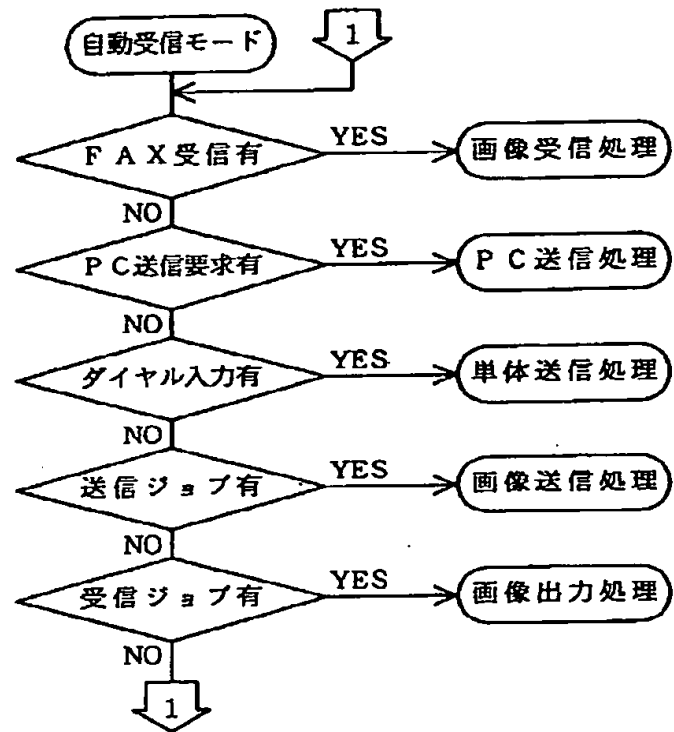 自動受信モード
1
FAX受信有
YES
画像受信処理
NO
PC送信要求有
YES
PC送信処理
NO
ダイヤル入力有
YES
単体送信処理
NO
送信ジョブ有
YES
画像送信処理
NO
受信ジョブ有
YES
画像出力処理
NO
1